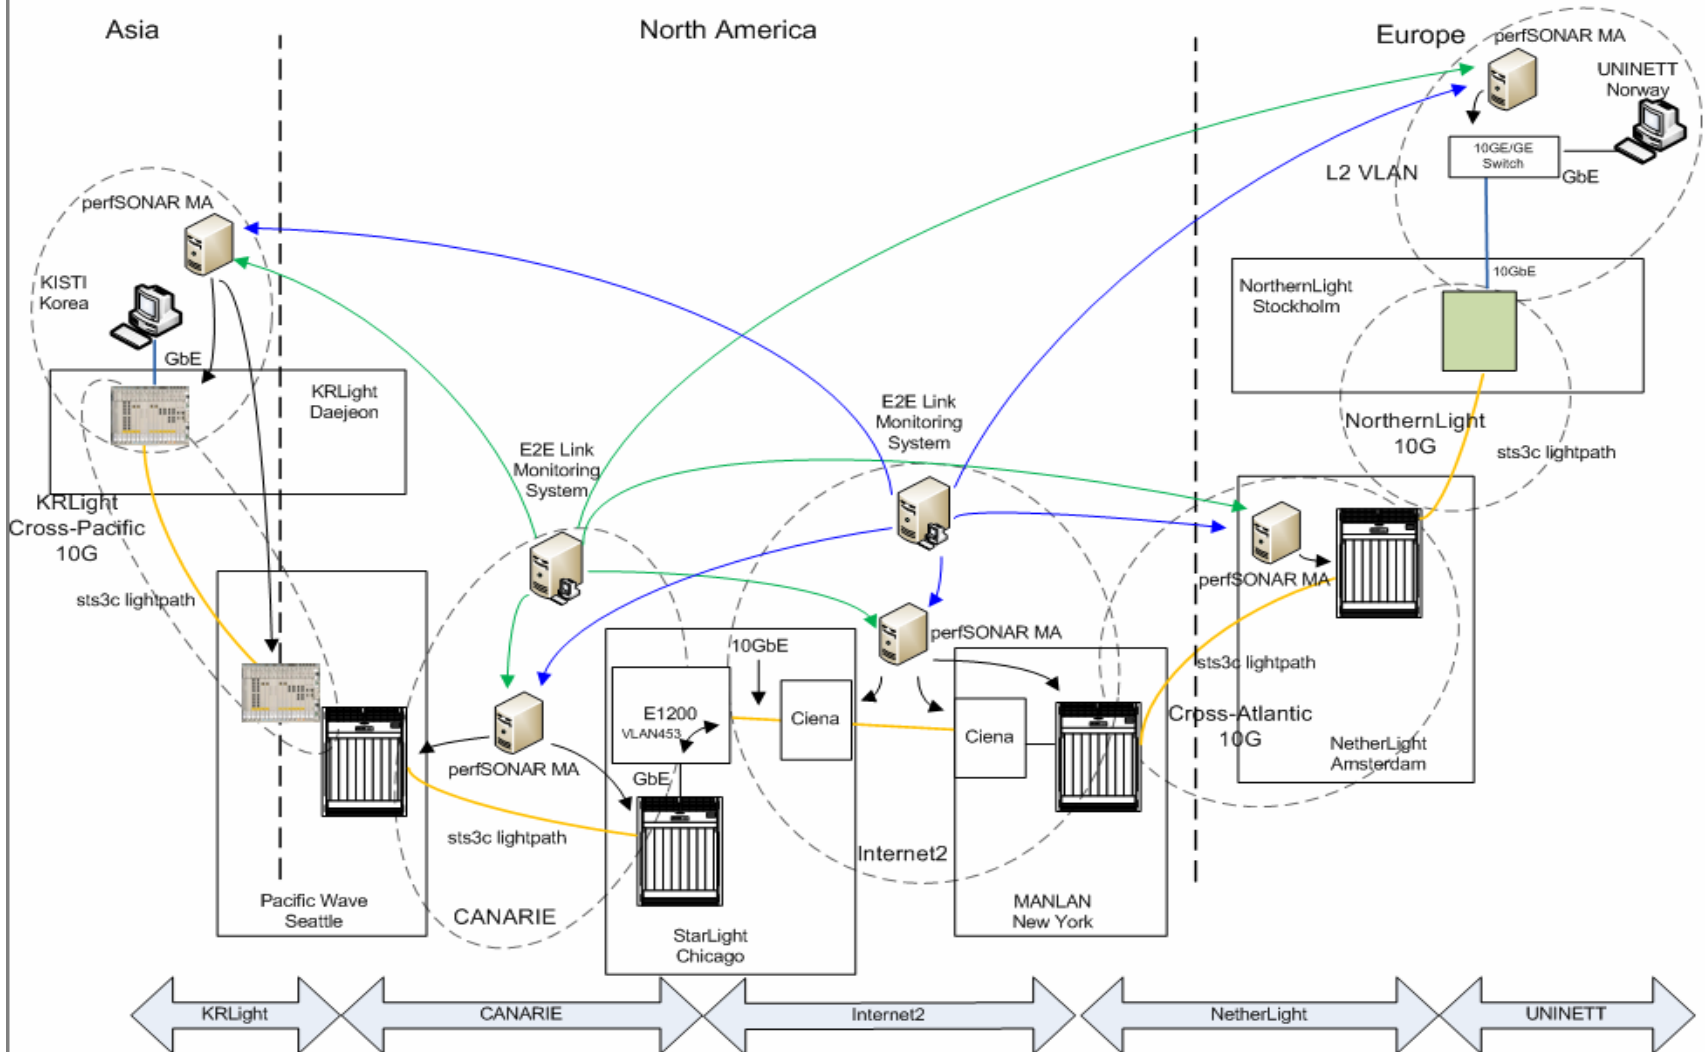 Asia
North America
Europe
perfSONAR MA
UNINETT
Norway
10GE/GE
Switch
L2 VLAN
GbE
perfSONAR MA
KISTI
Korea
GbE
10GbE
NorthernLight
Stockholm
KRLight
Daejeon
E2E Link
Monitoring
System
E2E Link
Monitoring
System
NorthernLight
10G
sts3c lightpath
KRLight
Cross-Pacific
10G
sts3c lightpath
perfSONAR MA
perfSONAR MA
10GbE
sts3c lightpath
E1200
VLAN453
Ciena
Ciena
Cross-Atlantic
10G
NetherLight
Amsterdam
perfSONAR MA
GbE
sts3c lightpath
Internet2
Pacific Wave
Seattle
CANARIE
StarLight
Chicago
MANLAN
New York
KRLight
CANARIE
Internet2
NetherLight
UNINETT